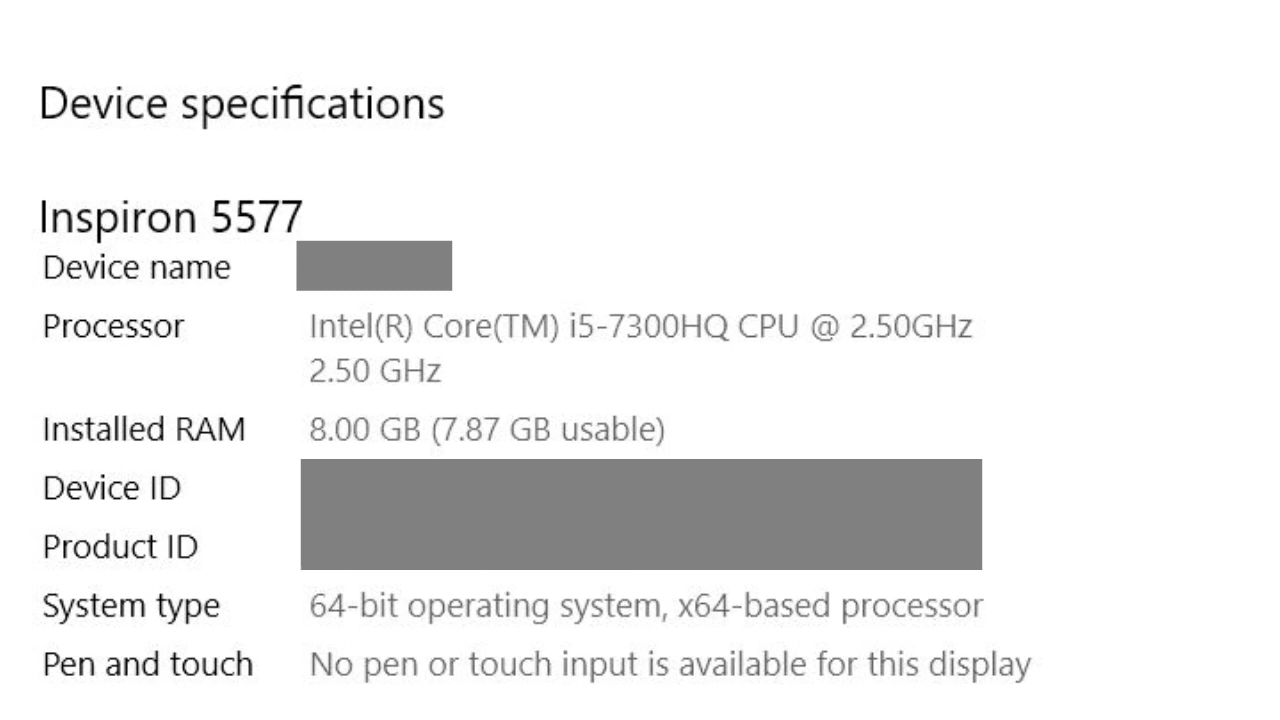 Device specifications
Inspiron 5577
Device name
Processor Intel(R) Core(TM) i5-7300HQ CPU @ 2.50GHz
2.50 GHz
Installed RAM 8.00 GB (7.87 GB usable)
Device ID
Product ID
System type 64-bit operating system, x64-based processor
Pen and touch No pen or touch input is available for this display